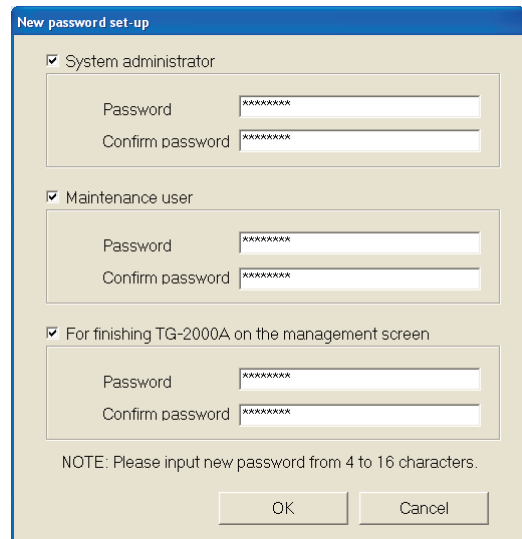 New password set-up
System administrator
Password ********
Confirm password ********
Maintenance user
Password ********
Confirm password ********
For finishing TG-2000A on the management screen
Password ********
Confirm password ********
NOTE: Please input new password from 4 to 16 characters.
OK Cancel